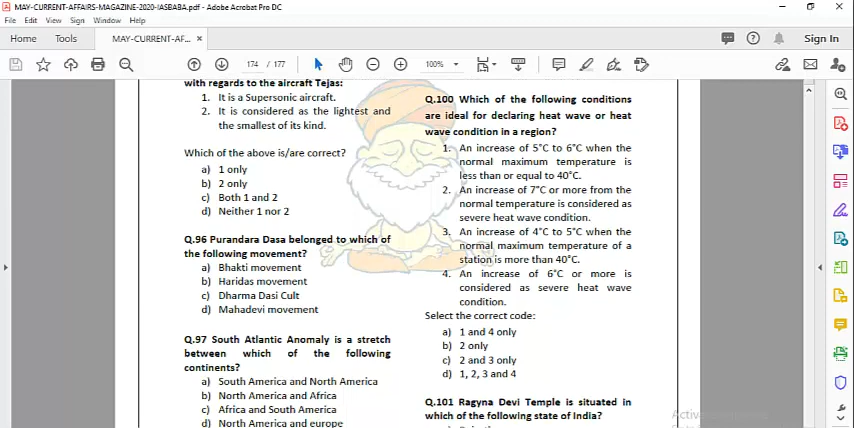 MAY-CURRENT-AFFAIRS-MAGAZINE-2020-IASBABA.pdf - Adobe Acrobat Pro DC
File Edit View Sign Window Help
Home Tools MAY-CURRENT-AF... × Sign In
174 / 177 100%
with regards to the aircraft Tejas:
1. It is a Supersonic aircraft.
2. It is considered as the lightest and
the smallest of its kind.
Which of the above is/are correct?
a) 1 only
b) 2 only
c) Both 1 and 2
d) Neither 1 nor 2
Q.96 Purandara Dasa belonged to which of
the following movement?
a) Bhakti movement
b) Haridas movement
c) Dharma Dasi Cult
d) Mahadevi movement
Q.97 South Atlantic Anomaly is a stretch
between which of the following
continents?
a) South America and North America
b) North America and Africa
c) Africa and South America
d) North America and europe
Q.100 Which of the following conditions
are ideal for declaring heat wave or heat
wave condition in a region?
1. An increase of 5°C to 6°C when the
normal maximum temperature is
less than or equal to 40°C.
2. An increase of 7°C or more from the
normal temperature is considered as
severe heat wave condition.
3. An increase of 4°C to 5°C when the
normal maximum temperature of a
station is more than 40°C.
4. An increase of 6°C or more is
considered as severe heat wave
condition.
Select the correct code:
a) 1 and 4 only
b) 2 only
c) 2 and 3 only
d) 1, 2, 3 and 4
Q.101 Ragyna Devi Temple is situated in
which of the following state of India?